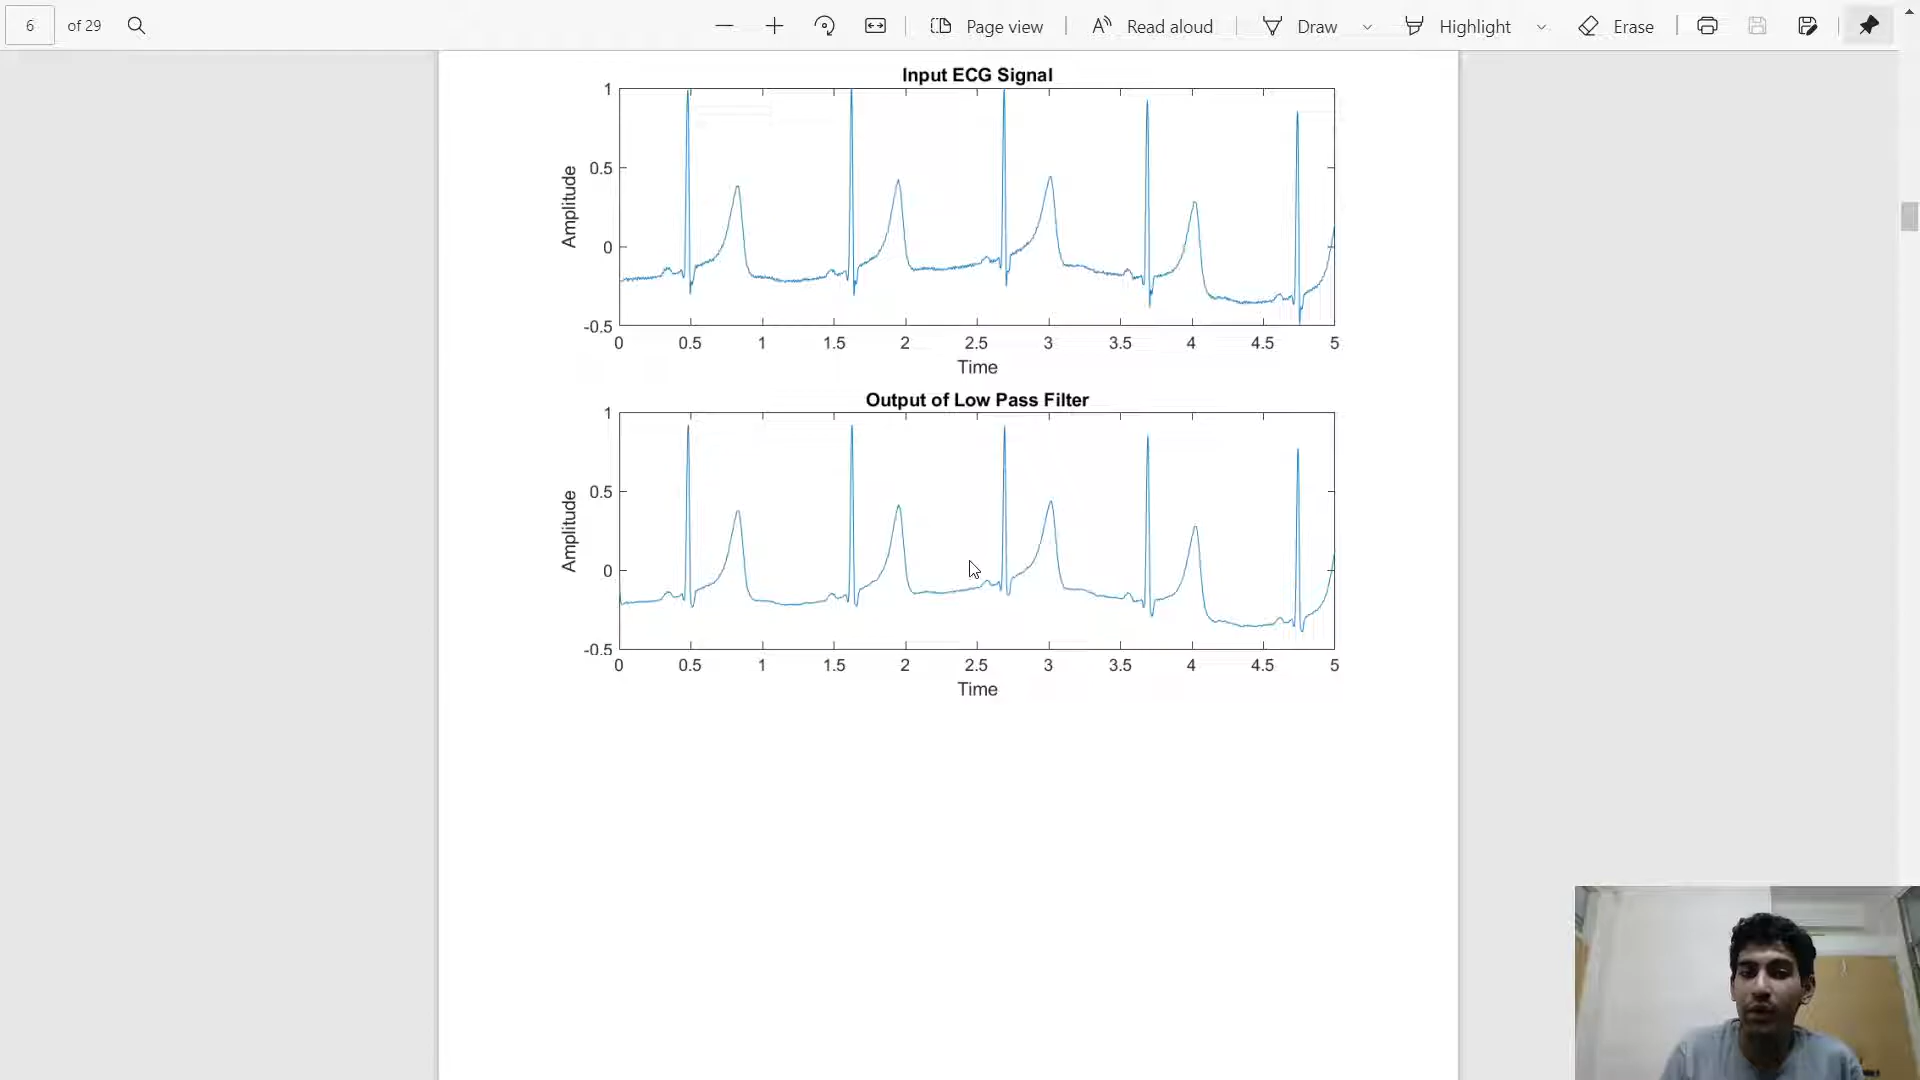 6 of 29 Page view Read aloud Draw Highlight Erase
Input ECG Signal
1
0.5
0
-0.5
Amplitude
0 0.5 1 1.5 2 2.5 3 3.5 4 4.5 5
Time
Output of Low Pass Filter
1
0.5
0
-0.5
Amplitude
0 0.5 1 1.5 2 2.5 3 3.5 4 4.5 5
Time